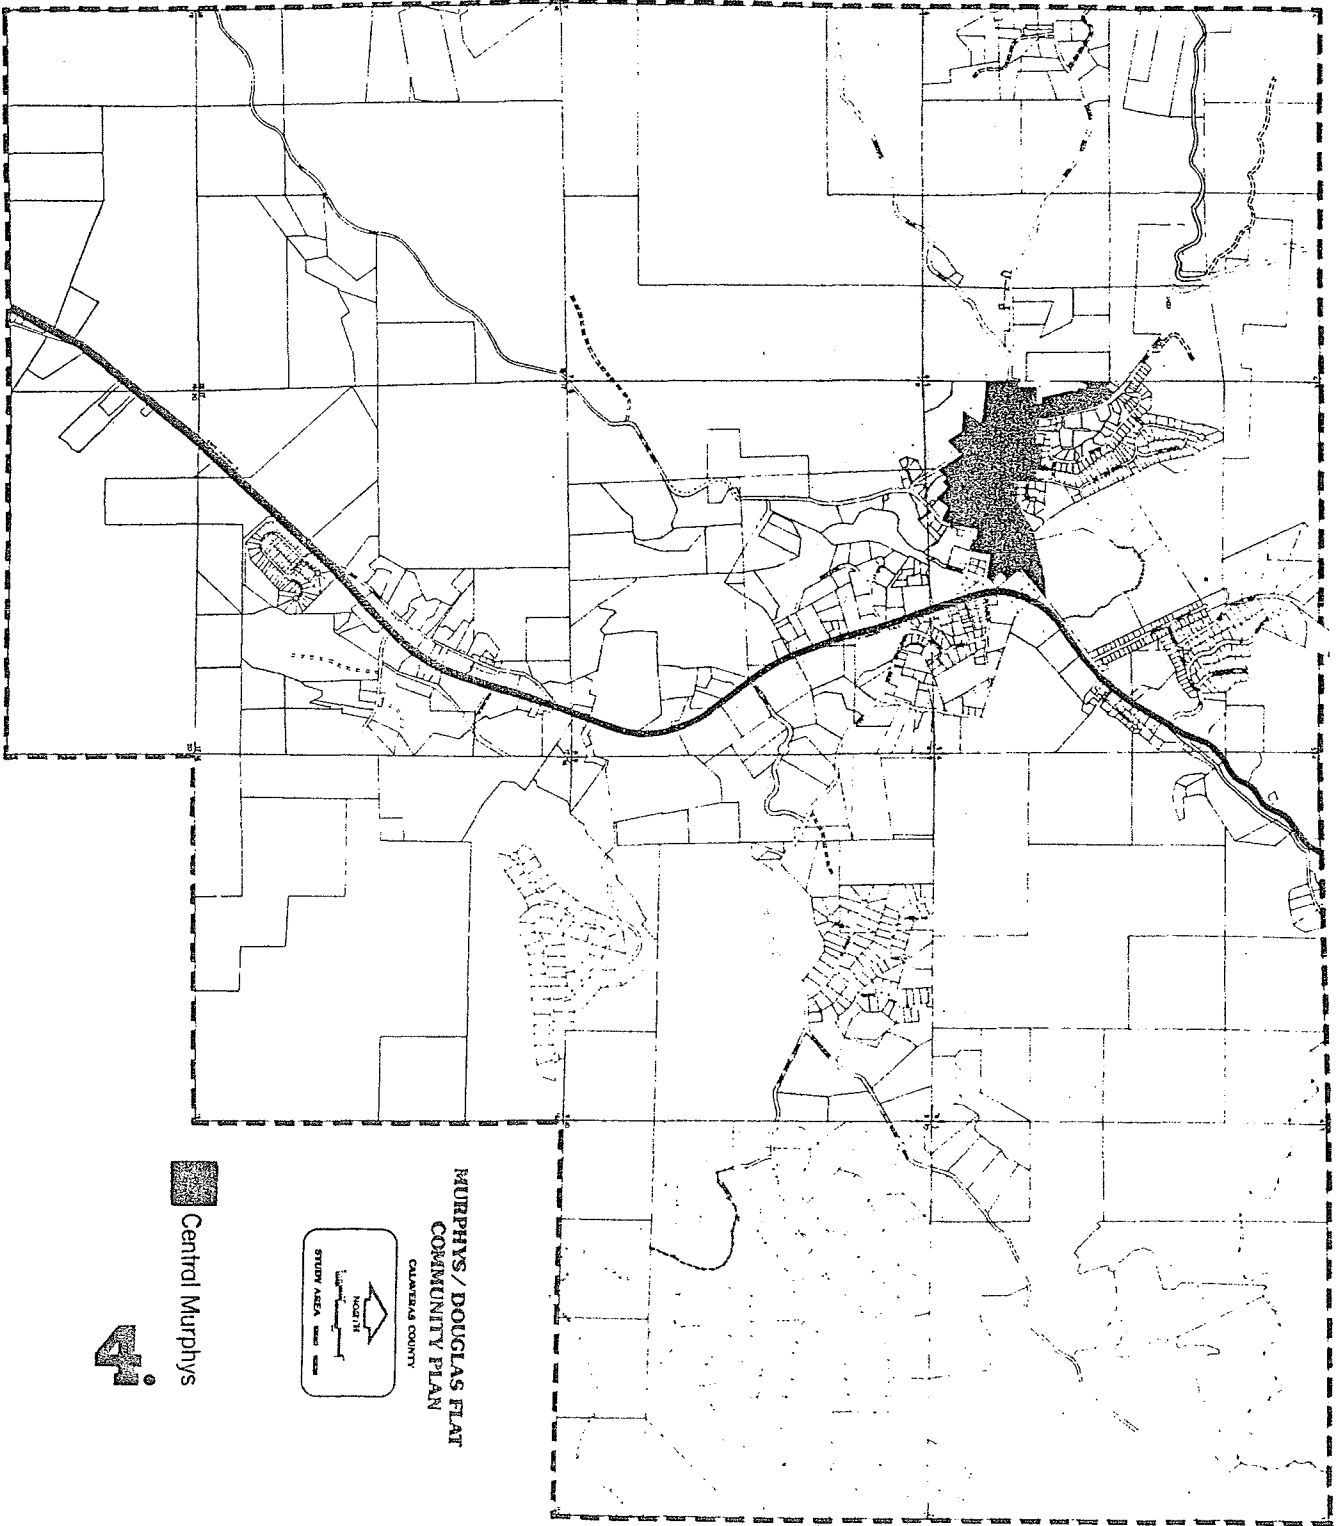 MURPHYS / DOUGLAS FLAT
COMMUNITY PLAN
CALAVERAS COUNTY
NORTH
STUDY AREA
Central Murphys
4.